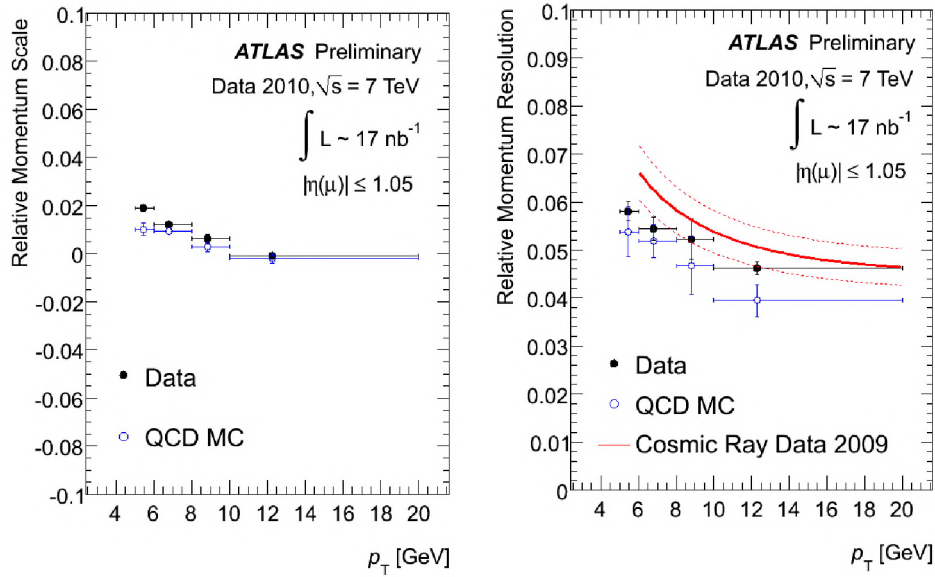 Relative Momentum Scale
0.1
0.08
0.06
0.04
0.02
0
-0.02
-0.04
-0.06
-0.08
-0.1
ATLAS Preliminary
Data 2010,√s = 7 TeV
∫ L ~ 17 nb⁻¹
|η(μ)| ≤ 1.05
Data
QCD MC
4 6 8 10 12 14 16 18 20
p_T [GeV]
Relative Momentum Resolution
0.1
0.09
0.08
0.07
0.06
0.05
0.04
0.03
0.02
0.01
0
ATLAS Preliminary
Data 2010,√s = 7 TeV
∫ L ~ 17 nb⁻¹
|η(μ)| ≤ 1.05
Data
QCD MC
Cosmic Ray Data 2009
4 6 8 10 12 14 16 18 20
p_T [GeV]